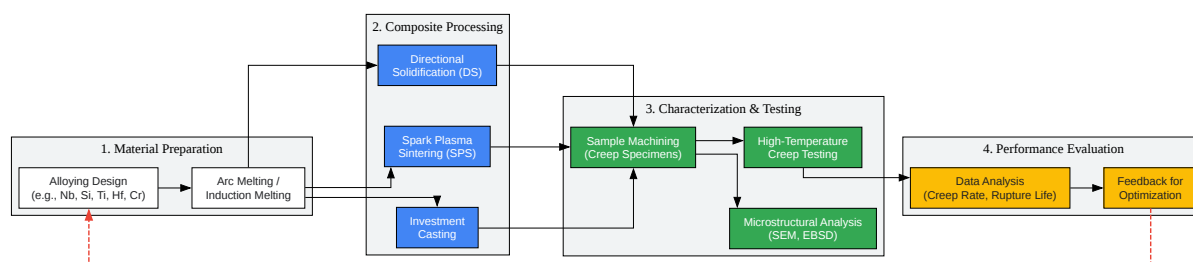 1. Material Preparation
Alloying Design
(e.g., Nb, Si, Ti, Hf, Cr)
Arc Melting /
Induction Melting
2. Composite Processing
Directional
Solidification (DS)
Spark Plasma
Sintering (SPS)
Investment
Casting
3. Characterization & Testing
Sample Machining
(Creep Specimens)
High-Temperature
Creep Testing
Microstructural Analysis
(SEM, EBSD)
4. Performance Evaluation
Data Analysis
(Creep Rate, Rupture Life)
Feedback for
Optimization